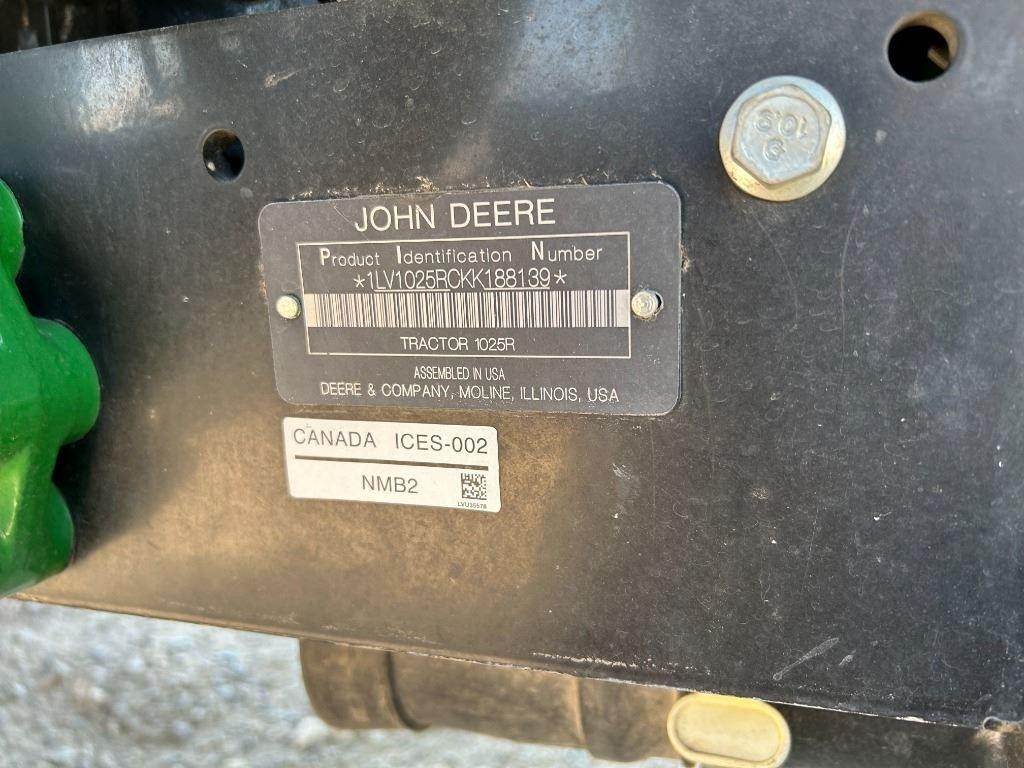 JOHN DEERE
Product Identification Number
*1LV1025RCKK188139*
TRACTOR 1025R
ASSEMBLED IN USA
DEERE & COMPANY, MOLINE, ILLINOIS, USA
CANADA ICES-002
NMB2
LVU35578
10.9